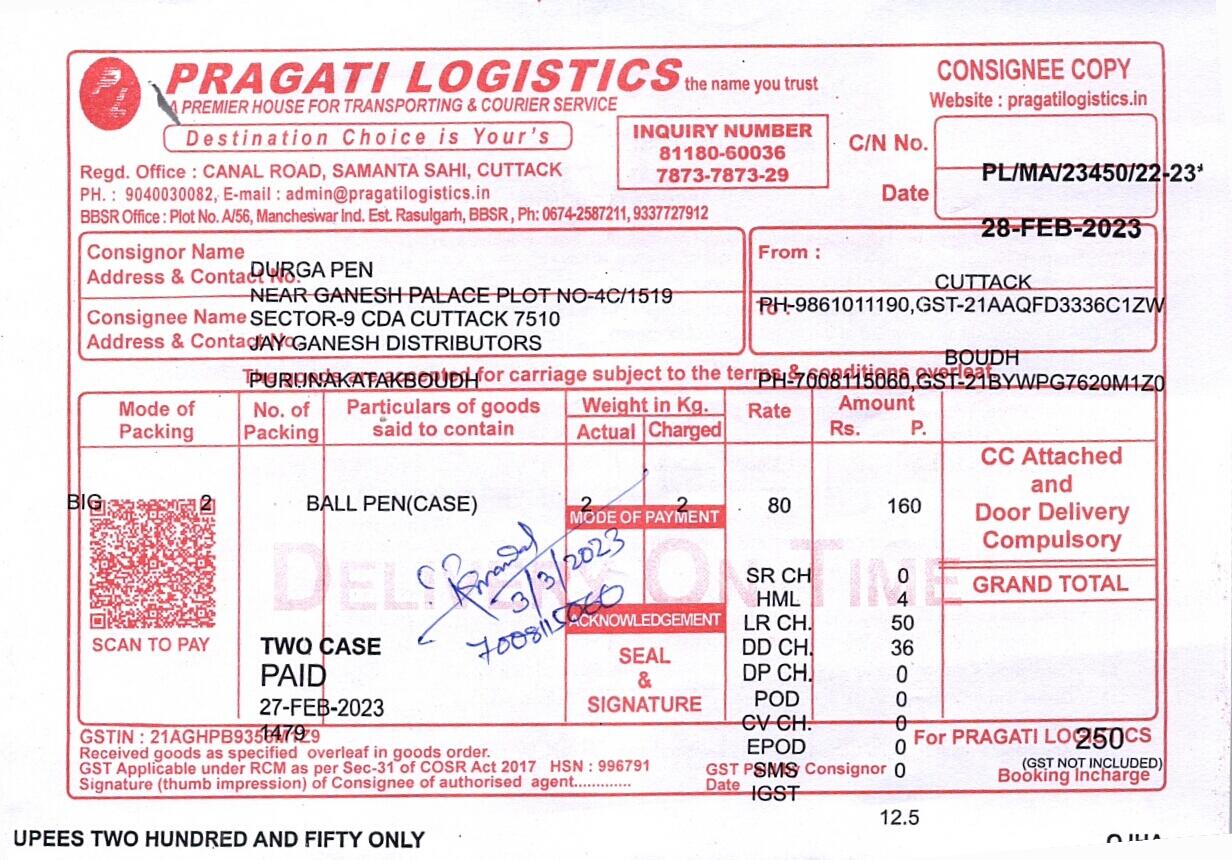 PRAGATI LOGISTICS the name you trust
A PREMIER HOUSE FOR TRANSPORTING & COURIER SERVICE
Destination Choice is Your's
CONSIGNEE COPY
Website : pragatilogistics.in
INQUIRY NUMBER
81180-60036
7873-7873-29
C/N No. PL/MA/23450/22-23
Date 28-FEB-2023
Regd. Office : CANAL ROAD, SAMANTA SAHI, CUTTACK
PH. : 9040030082, E-mail : admin@pragatilogistics.in
BBSR Office : Plot No. A/56, Mancheswar Ind. Est. Rasulgarh, BBSR , Ph: 0674-2587211, 9337727912
Consignor Name
Address & Contact No.
DURGA PEN
NEAR GANESH PALACE PLOT NO-4C/1519
SECTOR-9 CDA CUTTACK 7510
From :
CUTTACK
PH-9861011190,GST-21AAQFD3336C1ZW
Consignee Name
Address & Contact No.
JAY GANESH DISTRIBUTORS
PURUNAKATAKBOUDH
To :
BOUDH
PH-7008115060,GST-21BYWPG7620M1Z0
The goods are accepted for carriage subject to the terms & conditions overleaf
Mode of Packing
No. of Packing
Particulars of goods said to contain
Weight in Kg.
Actual Charged
Rate
Amount
Rs. P.
BIG 2 BALL PEN(CASE) 2 2 80 160
CC Attached
and
Door Delivery
Compulsory
GRAND TOTAL
MODE OF PAYMENT
DELIVERY ON TIME
3/3/2023
7008115060
ACKNOWLEDGEMENT
SEAL
&
SIGNATURE
SCAN TO PAY
TWO CASE
PAID
27-FEB-2023
1479
SR CH 0
HML 4
LR CH. 50
DD CH. 36
DP CH. 0
POD 0
CV CH. 0
EPOD 0
SMS 0
IGST
12.5
GSTIN :
Received goods as specified overleaf in goods order.
GST Applicable under RCM as per Sec-31 of COSR Act 2017 HSN : 996791
Signature (thumb impression) of Consignee of authorised agent.............
Consignor
Date
For PRAGATI LOGISTICS
250
(GST NOT INCLUDED)
Booking Incharge
UPEES TWO HUNDRED AND FIFTY ONLY
OJHA